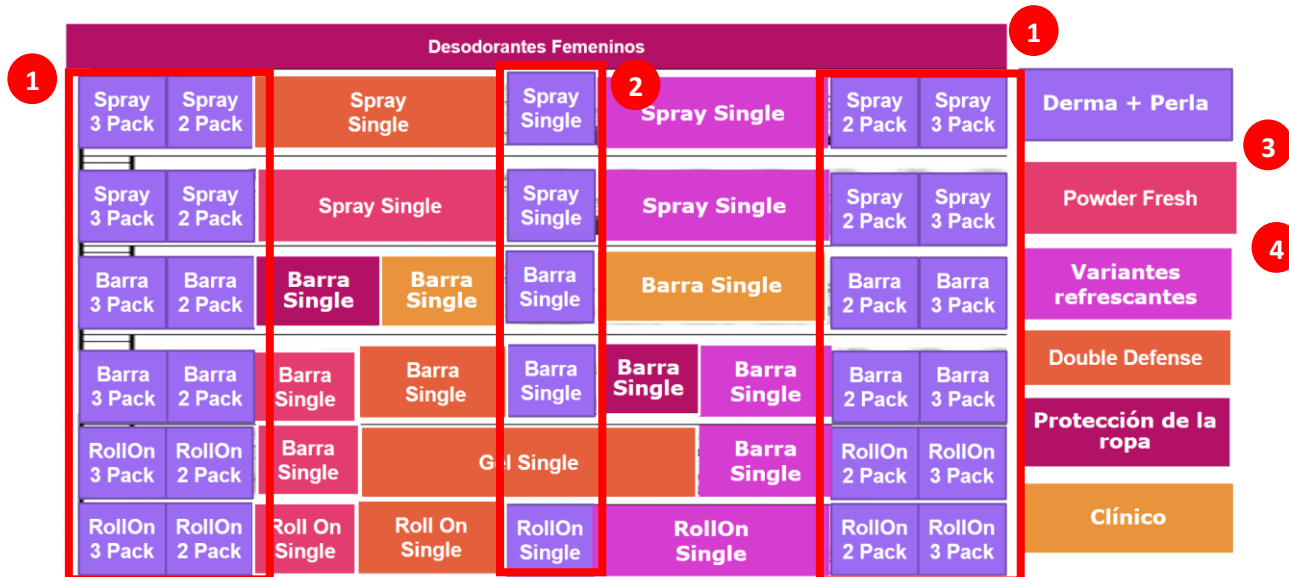 Desodorantes Femeninos
1
1
Spray
3 Pack
Spray
2 Pack
Spray
Single
Spray
Single
2
Spray Single
Spray
2 Pack
Spray
3 Pack
Derma + Perla
3
Spray
3 Pack
Spray
2 Pack
Spray Single
Spray
Single
Spray Single
Spray
2 Pack
Spray
3 Pack
Powder Fresh
4
Barra
3 Pack
Barra
2 Pack
Barra
Single
Barra
Single
Barra
Single
Barra Single
Barra
2 Pack
Barra
3 Pack
Variantes
refrescantes
Barra
3 Pack
Barra
2 Pack
Barra
Single
Barra
Single
Barra
Single
Barra
Single
Barra
Single
Barra
2 Pack
Barra
3 Pack
Double Defense
RollOn
3 Pack
RollOn
2 Pack
Barra
Single
Gel Single
Barra
Single
RollOn
2 Pack
RollOn
3 Pack
Protección de la
ropa
RollOn
3 Pack
RollOn
2 Pack
Roll On
Single
Roll On
Single
RollOn
Single
RollOn
Single
RollOn
2 Pack
RollOn
3 Pack
Clínico